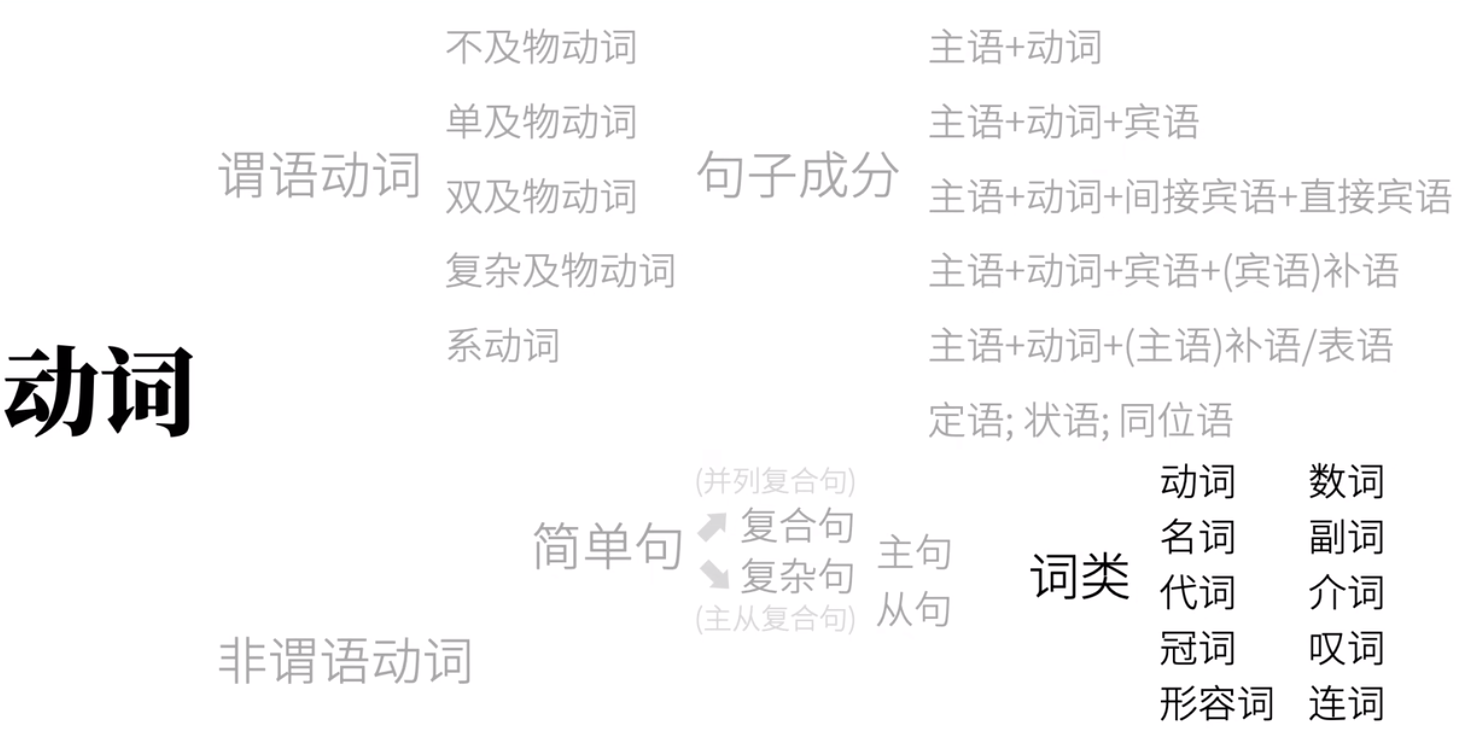 动词
谓语动词
不及物动词
单及物动词
双及物动词
复杂及物动词
系动词
句子成分
主语+动词
主语+动词+宾语
主语+动词+间接宾语+直接宾语
主语+动词+宾语+(宾语)补语
主语+动词+(主语)补语/表语
定语; 状语; 同位语
非谓语动词
简单句
(并列复合句)
复合句
复杂句
(主从复合句)
主句
从句
词类
动词 数词
名词 副词
代词 介词
冠词 叹词
形容词 连词